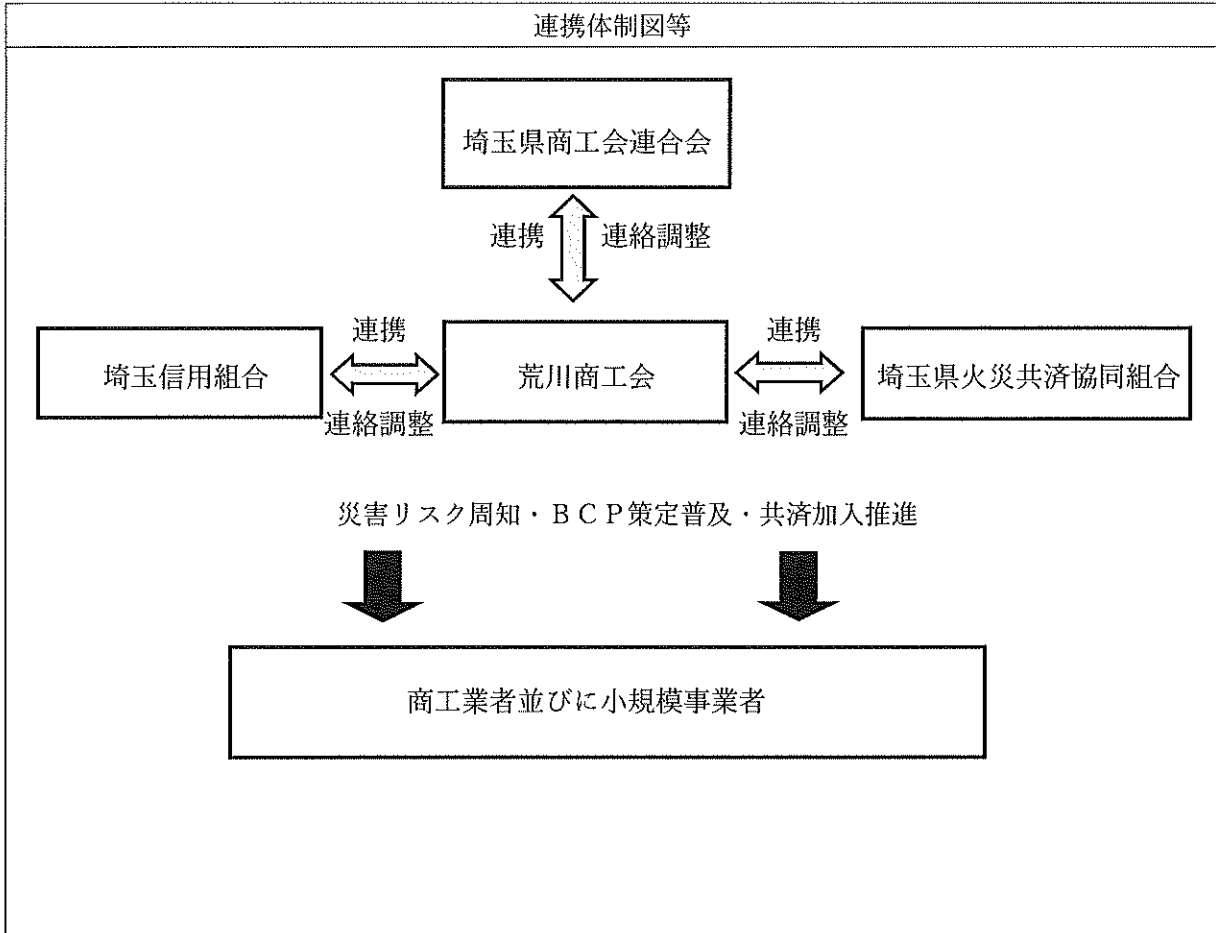 連携体制図等
埼玉県商工会連合会
連携 連絡調整
連携 連携
埼玉信用組合 荒川商工会 埼玉県火災共済協同組合
連絡調整 連絡調整
災害リスク周知・BCP策定普及・共済加入推進
商工業者並びに小規模事業者